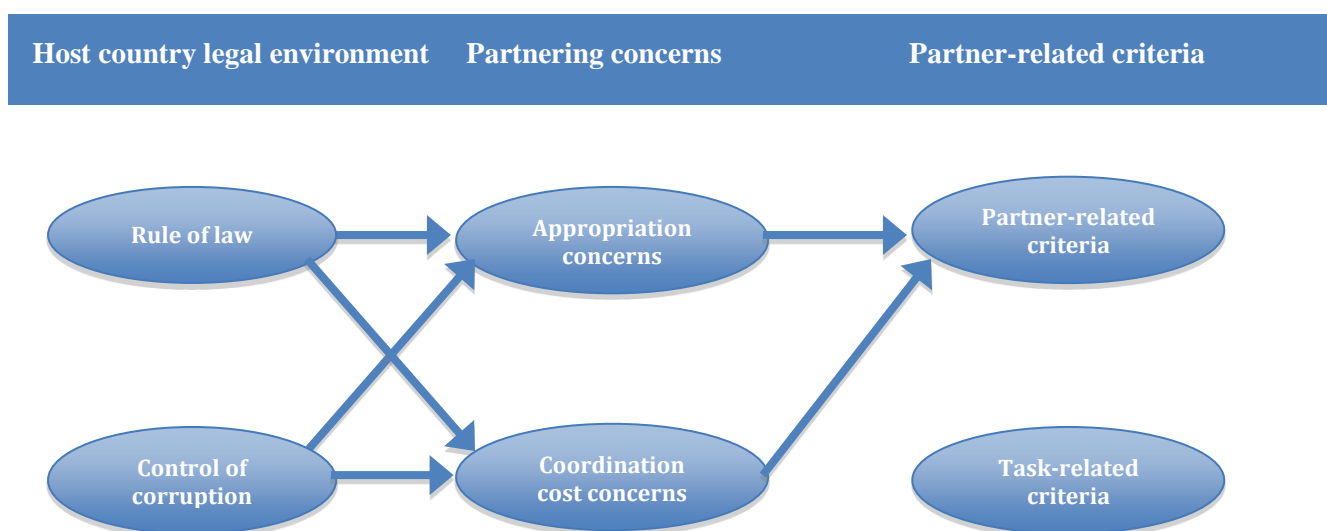 Host country legal environment Partnering concerns Partner-related criteria
Rule of law
Appropriation
concerns
Partner-related
criteria
Control of
corruption
Coordination
cost concerns
Task-related
criteria